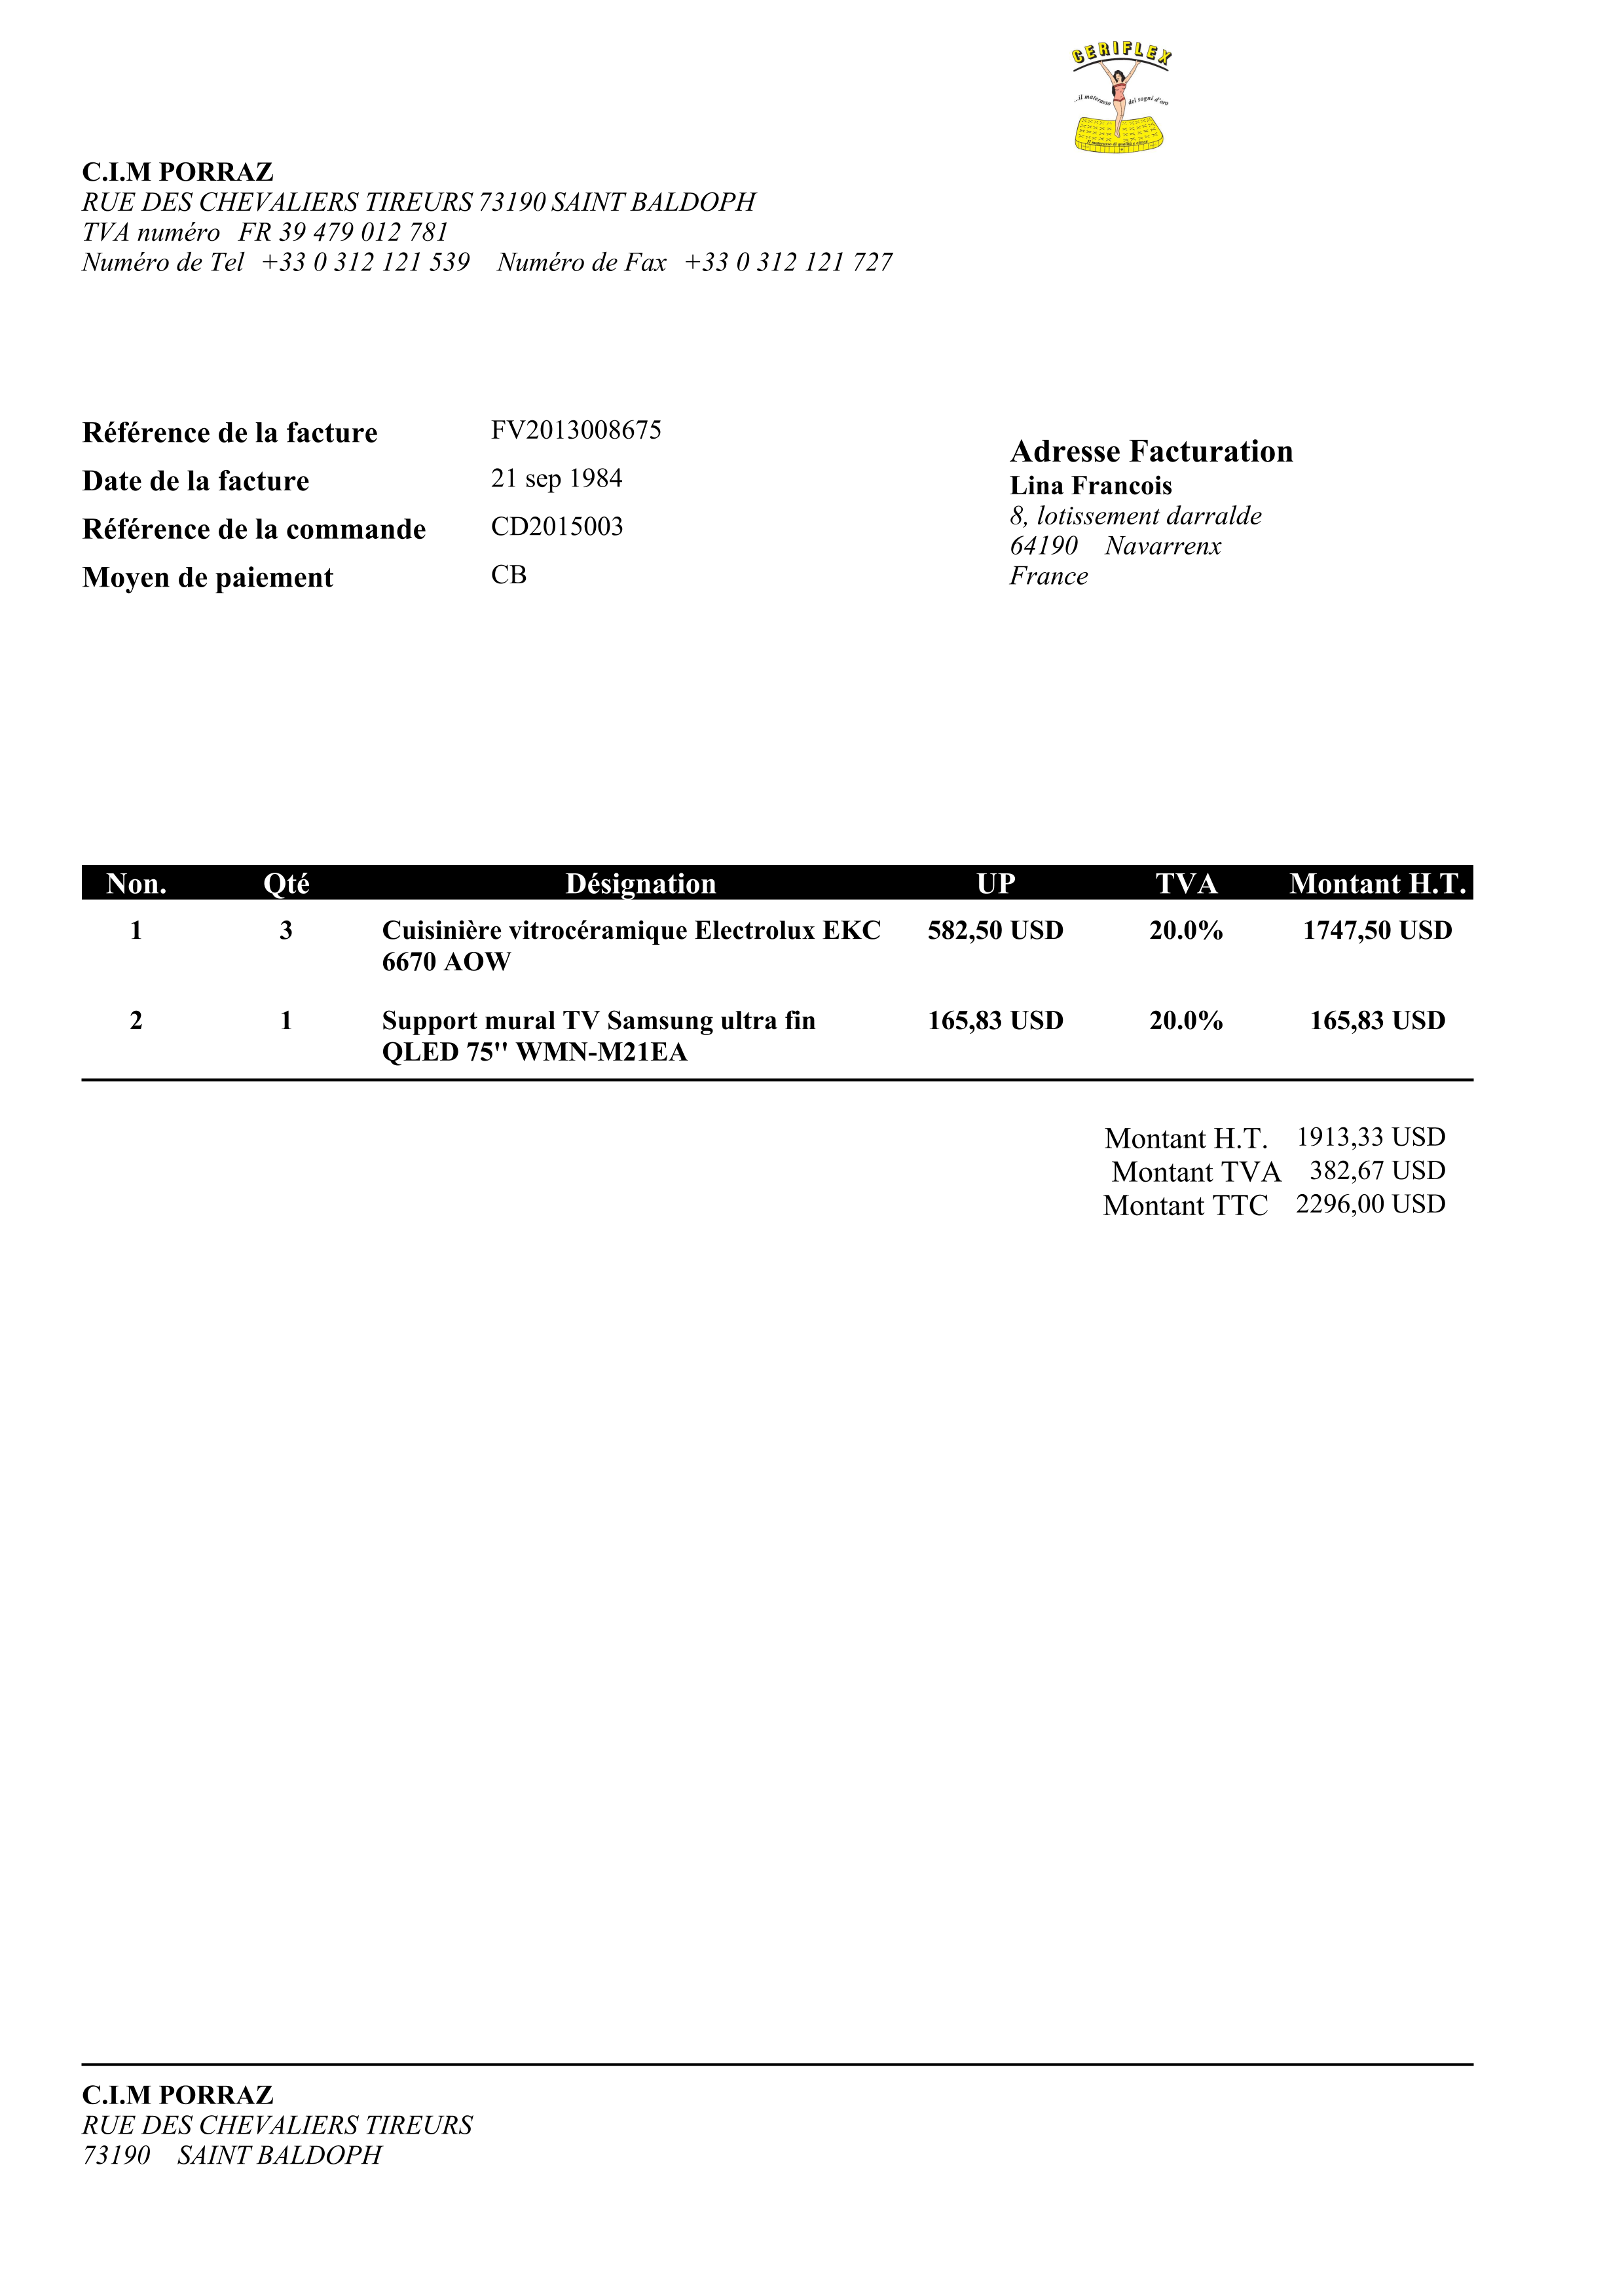 CERIFLEX
...il materasso dei sogni d'oro
C.I.M PORRAZ
RUE DES CHEVALIERS TIREURS 73190 SAINT BALDOPH
TVA numéro FR 39 479 012 781
Numéro de Tel +33 0 312 121 539 Numéro de Fax +33 0 312 121 727
Référence de la facture FV2013008675
Date de la facture 21 sep 1984
Référence de la commande CD2015003
Moyen de paiement CB
Adresse Facturation
Lina Francois
8, lotissement darralde
64190 Navarrenx
France
Non. Qté Désignation UP TVA Montant H.T.
1 3 Cuisinière vitrocéramique Electrolux EKC 582,50 USD 20.0% 1747,50 USD
6670 AOW
2 1 Support mural TV Samsung ultra fin 165,83 USD 20.0% 165,83 USD
QLED 75'' WMN-M21EA
Montant H.T. 1913,33 USD
Montant TVA 382,67 USD
Montant TTC 2296,00 USD
C.I.M PORRAZ
RUE DES CHEVALIERS TIREURS
73190 SAINT BALDOPH